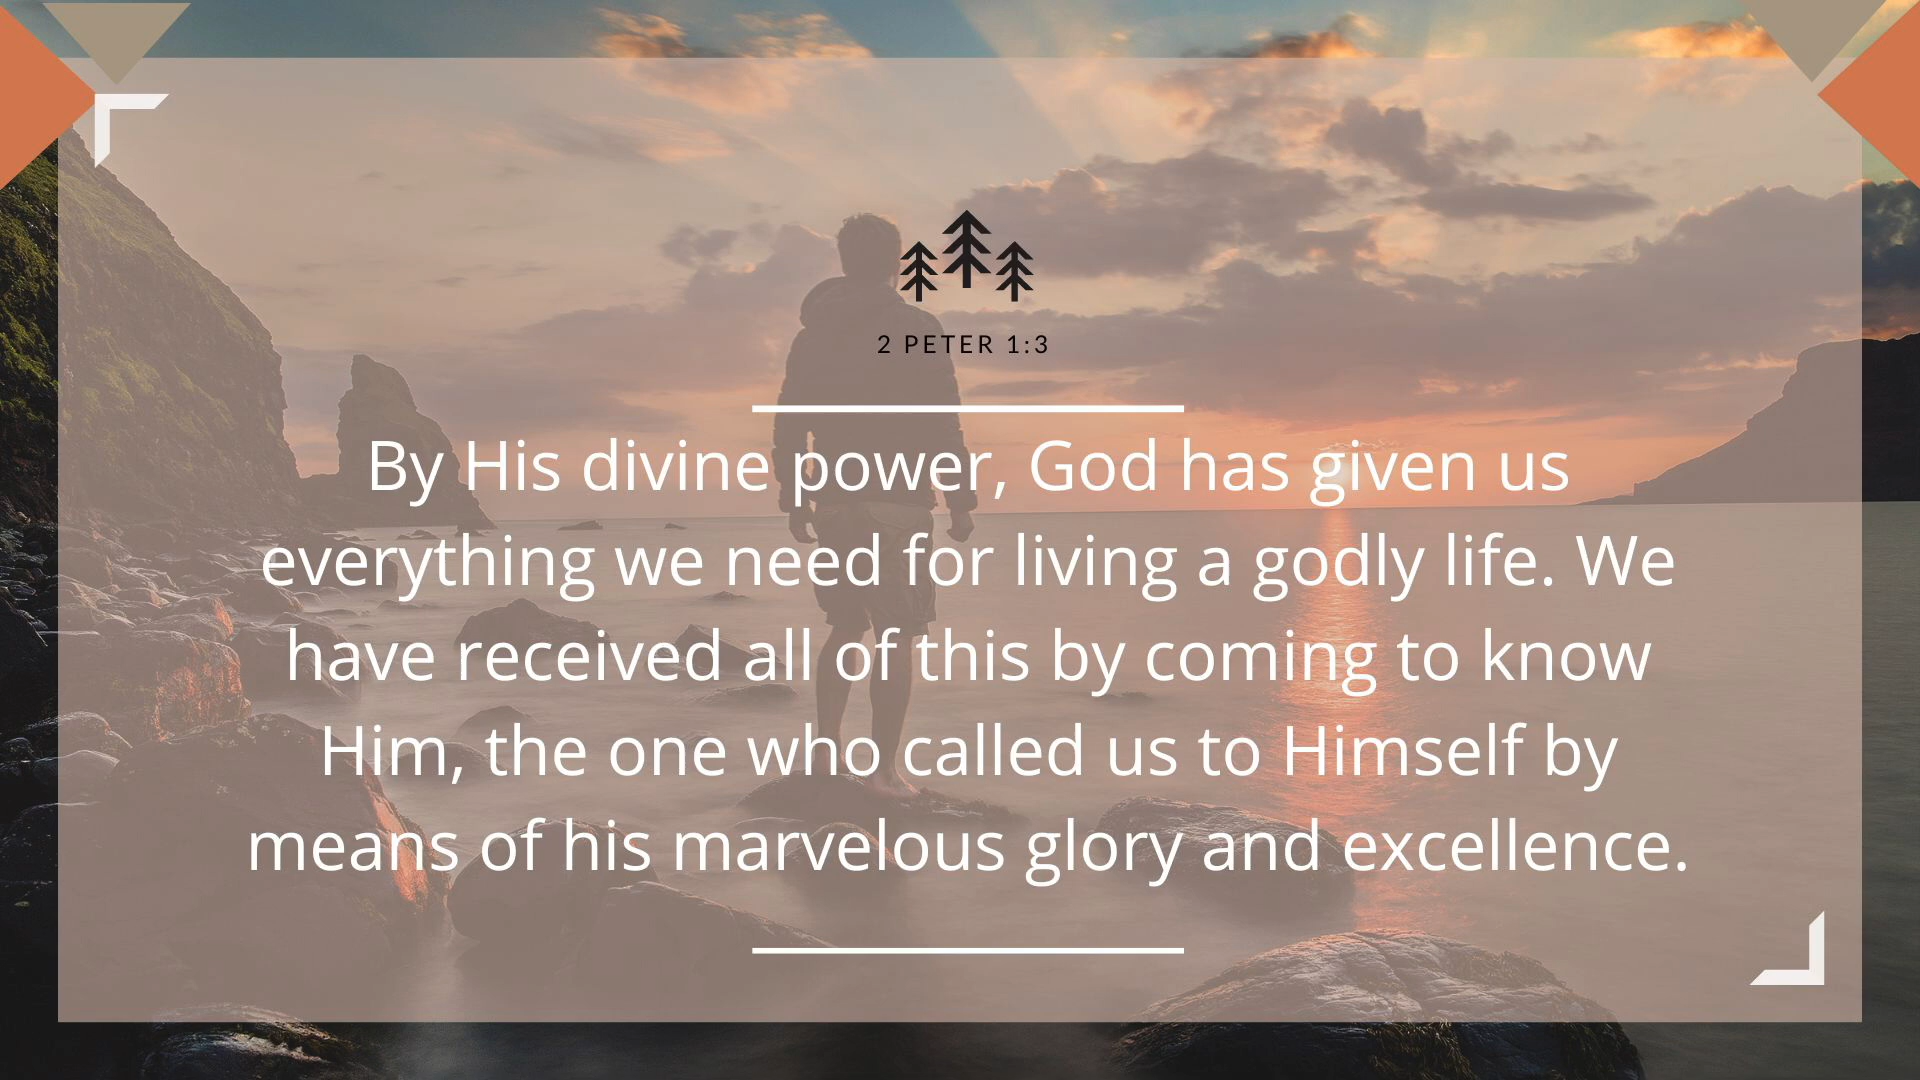 2 PETER 1:3
By His divine power, God has given us
everything we need for living a godly life. We
have received all of this by coming to know
Him, the one who called us to Himself by
means of his marvelous glory and excellence.